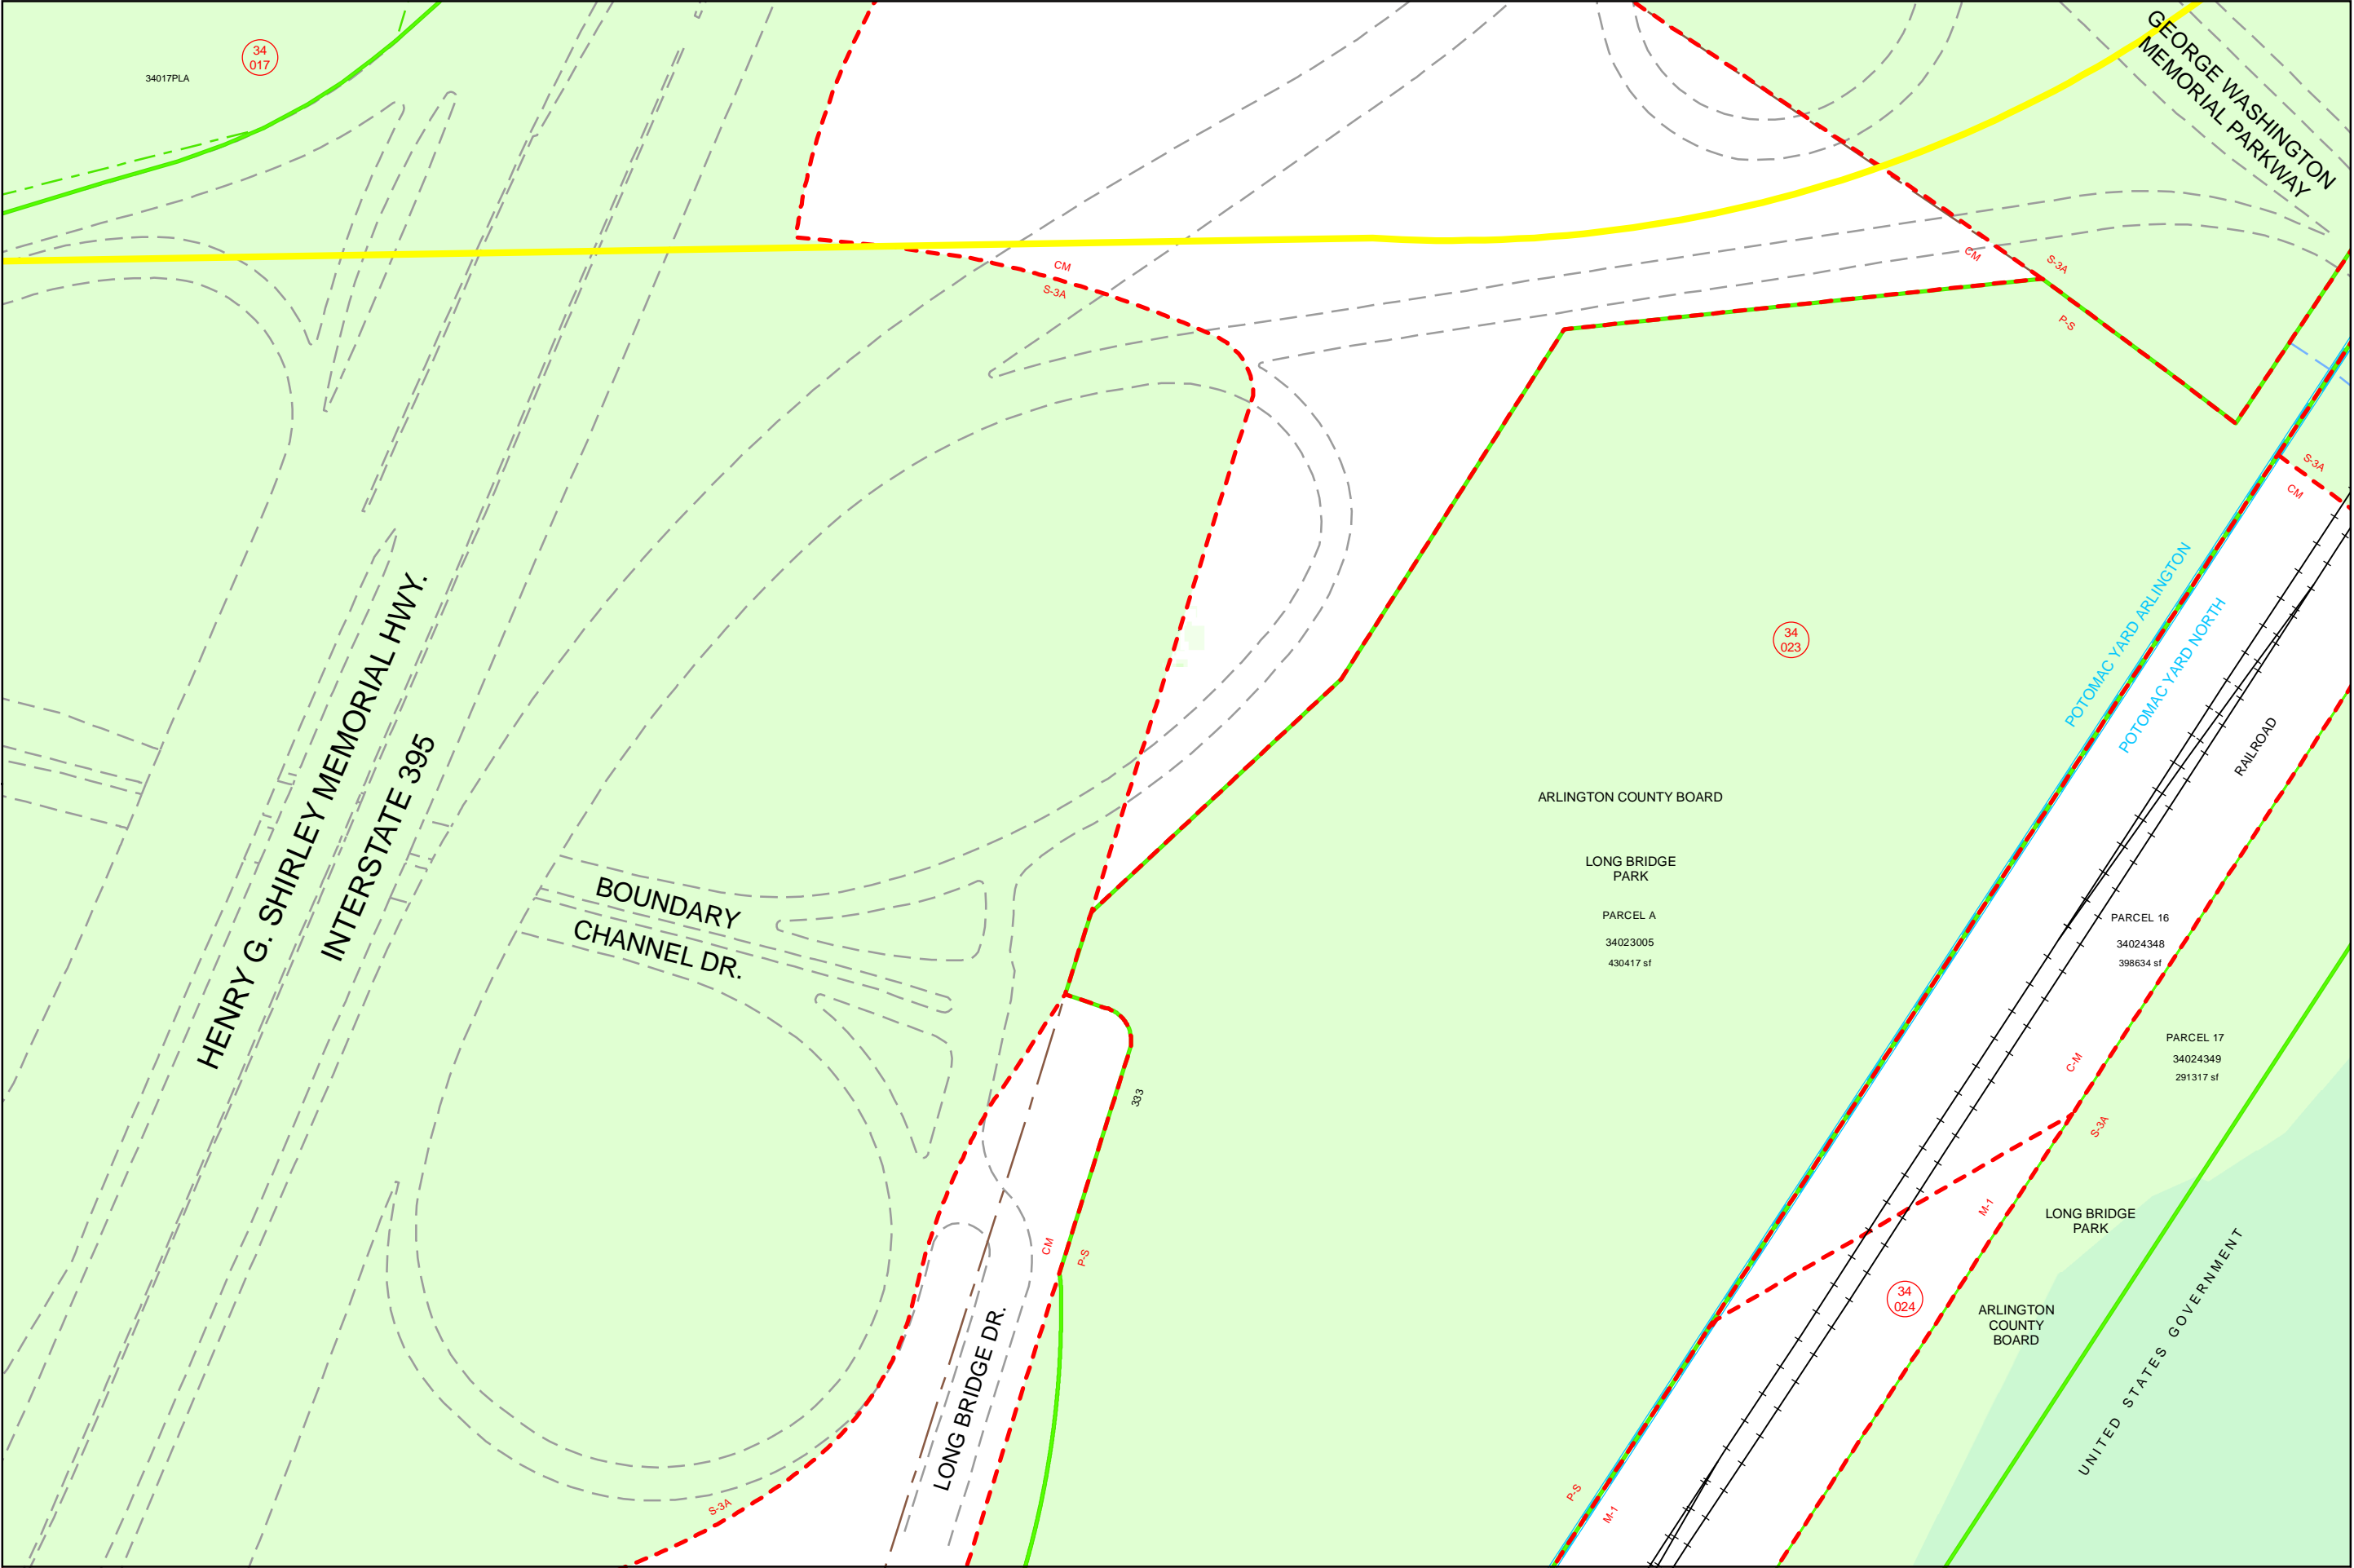 34
017
34017PLA
GEORGE WASHINGTON
MEMORIAL PARKWAY
CM
S-3A
CM
S-3A
P-S
S-3A
CM
POTOMAC YARD ARLINGTON
POTOMAC YARD NORTH
34
023
RAILROAD
HENRY G. SHIRLEY MEMORIAL HWY.
INTERSTATE 395
ARLINGTON COUNTY BOARD
LONG BRIDGE
PARK
PARCEL A
34023005
430417 sf
BOUNDARY
CHANNEL DR.
PARCEL 16
34024348
398634 sf
PARCEL 17
34024349
291317 sf
333
C-M
S-3A
M-1
LONG BRIDGE
PARK
CM
P-S
34
024
ARLINGTON
COUNTY
BOARD
UNITED STATES GOVERNMENT
LONG BRIDGE DR.
S-3A
P-S
M-1